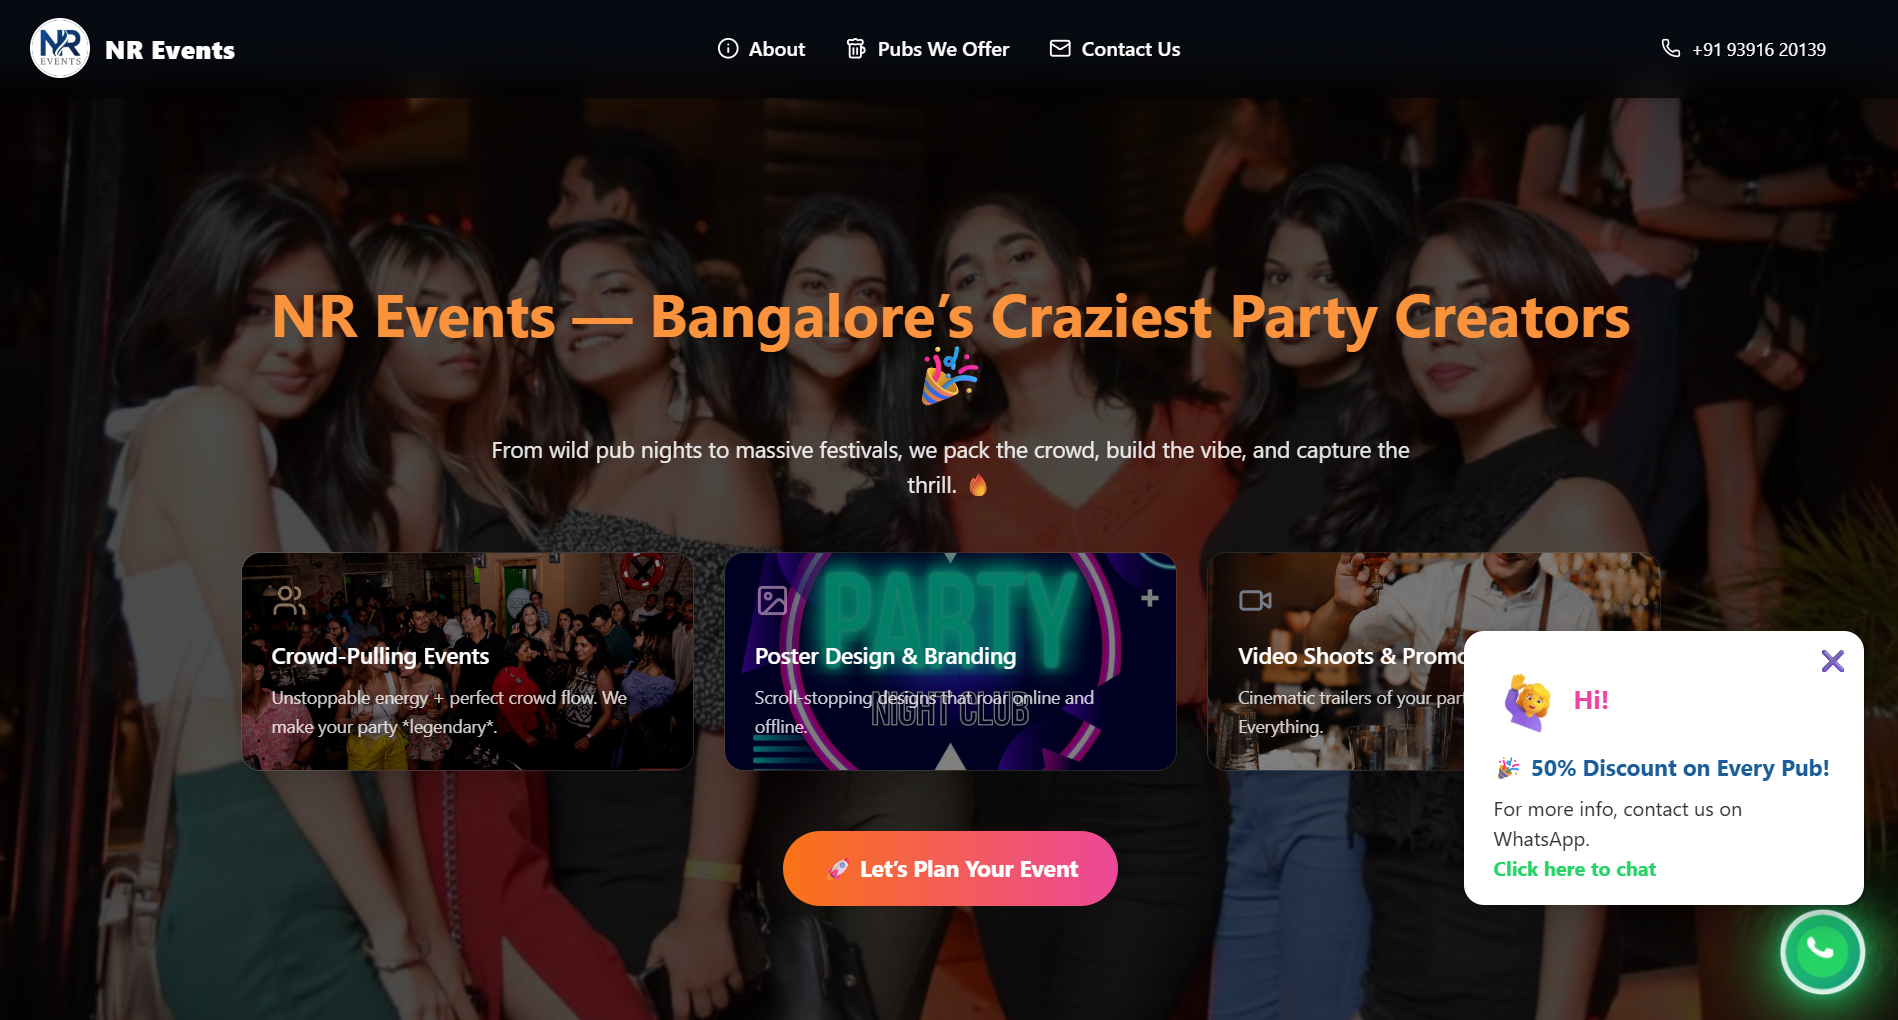 NR
EVENTS
NR Events
About
Pubs We Offer
Contact Us
+91 93916 20139
NR Events — Bangalore’s Craziest Party Creators
🎉
From wild pub nights to massive festivals, we pack the crowd, build the vibe, and capture the
thrill. 🔥
Crowd-Pulling Events
Unstoppable energy + perfect crowd flow. We
make your party *legendary*.
PARTY
NIGHT CLUB
Poster Design & Branding
Scroll-stopping designs that roar online and
offline.
Video Shoots & Promo
Cinematic trailers of your part
Everything.
🚀 Let’s Plan Your Event
🙋 Hi!
🎉 50% Discount on Every Pub!
For more info, contact us on
WhatsApp.
Click here to chat